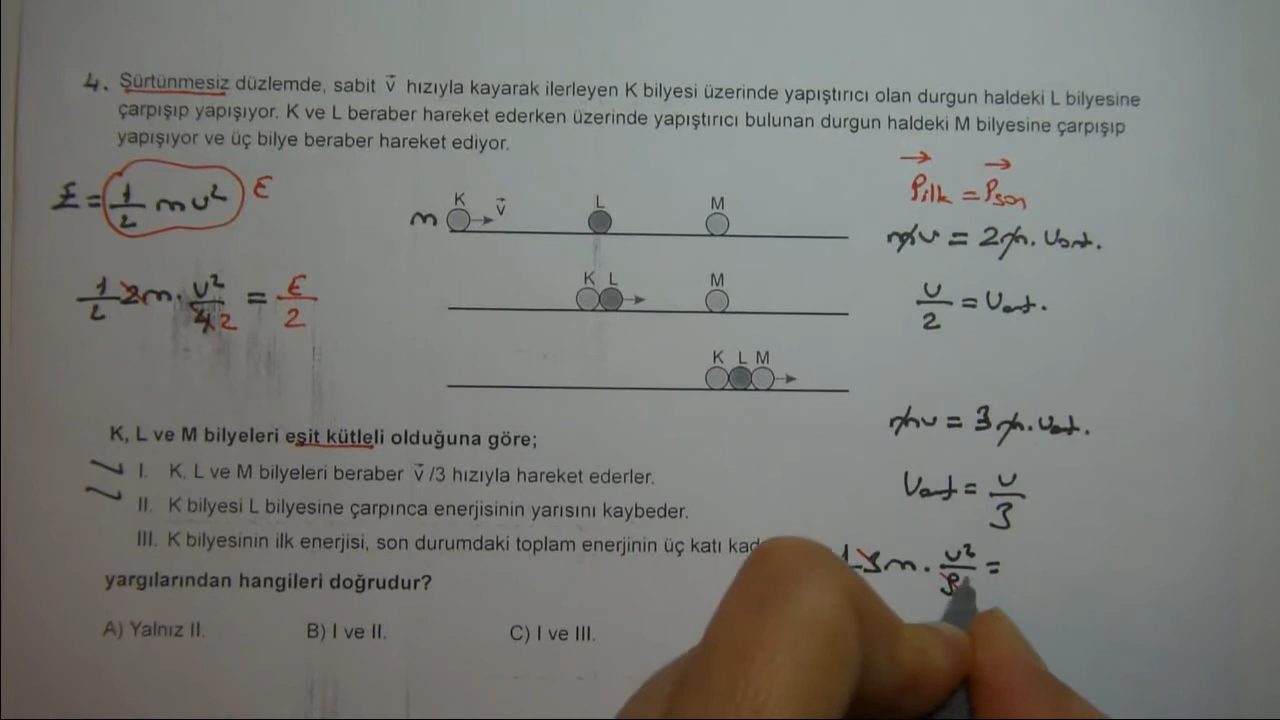 4. Sürtünmesiz düzlemde, sabit v⃗ hızıyla kayarak ilerleyen K bilyesi üzerinde yapıştırıcı olan durgun haldeki L bilyesine
çarpışıp yapışıyor. K ve L beraber hareket ederken üzerinde yapıştırıcı bulunan durgun haldeki M bilyesine çarpışıp
yapışıyor ve üç bilye beraber hareket ediyor.
E = 1/2 mv² E
m K v⃗ L M
P⃗ilk = P⃗son
mv = 2m. Vort.
1/2 2m. v²/4 2 = E/2
K L M
v/2 = Vort.
K L M
mv = 3m. Vort.
K, L ve M bilyeleri eşit kütleli olduğuna göre;
I. K, L ve M bilyeleri beraber v⃗/3 hızıyla hareket ederler.
Vort = v/3
II. K bilyesi L bilyesine çarpınca enerjisinin yarısını kaybeder.
III. K bilyesinin ilk enerjisi, son durumdaki toplam enerjinin üç katı
3m. v²/9 =
yargılarından hangileri doğrudur?
A) Yalnız II. B) I ve II. C) I ve III.